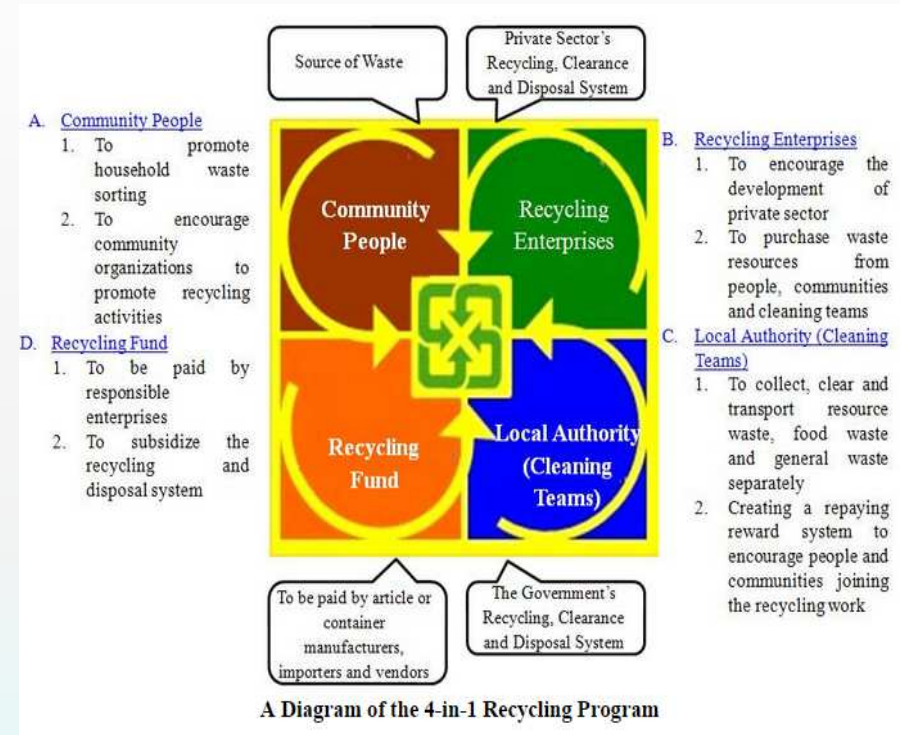 Source of Waste
Private Sector's
Recycling, Clearance
and Disposal System
A. Community People
1. To promote
household waste
sorting
2. To encourage
community
organizations to
promote recycling
activities
D. Recycling Fund
1. To be paid by
responsible
enterprises
2. To subsidize the
recycling and
disposal system
Community
People
Recycling
Enterprises
Recycling
Fund
Local Authority
(Cleaning
Teams)
B. Recycling Enterprises
1. To encourage the
development of
private sector
2. To purchase waste
resources from
people, communities
and cleaning teams
C. Local Authority (Cleaning
Teams)
1. To collect, clear and
transport resource
waste, food waste
and general waste
separately
2. Creating a repaying
reward system to
encourage people and
communities joining
the recycling work
To be paid by article or
container
manufacturers,
importers and vendors
The Government's
Recycling, Clearance
and Disposal System
A Diagram of the 4-in-1 Recycling Program